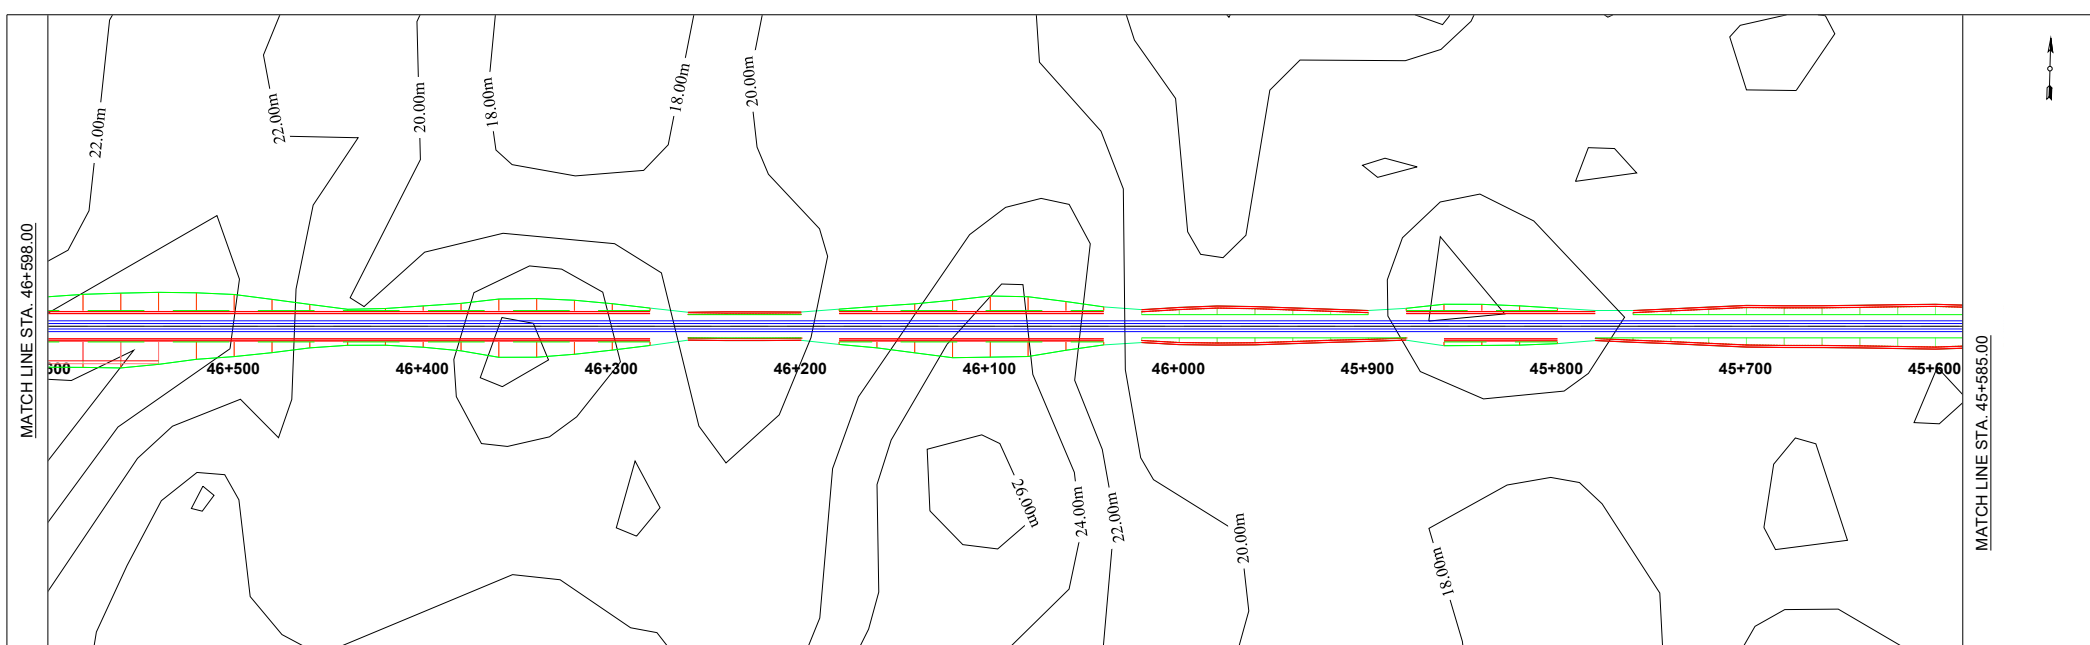 22.00m
22.00m
20.00m
18.00m
18.00m
20.00m
MATCH LINE STA. 46+598.00
600
46+500
46+400
46+300
46+200
46+100
46+000
45+900
45+800
45+700
45+600
MATCH LINE STA. 45+585.00
26.00m
24.00m
22.00m
20.00m
18.00m